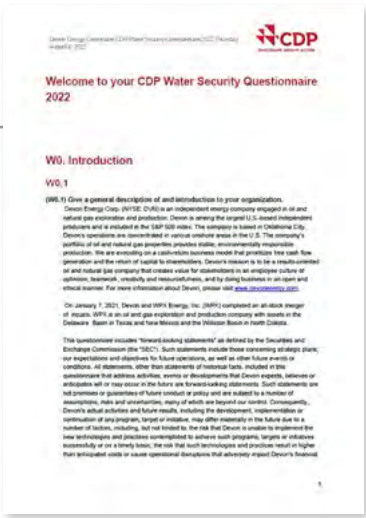 Devon Energy Corporation CDP Water Security Questionnaire 2022 Thursday
August 4, 2022
CDP
DISCLOSURE INSIGHT ACTION
Welcome to your CDP Water Security Questionnaire
2022
W0. Introduction
W0.1
(W0.1) Give a general description of and introduction to your organization.
Devon Energy Corp. (NYSE: DVN) is an independent energy company engaged in oil and
natural gas exploration and production. Devon is among the largest U.S.-based independent
producers and is included in the S&P 500 index. The company is based in Oklahoma City.
Devon's operations are concentrated in various onshore areas in the U.S. The company's
portfolio of oil and natural gas properties provides stable, environmentally responsible
production. We are executing on a cash-return business model that prioritizes free cash flow
generation and the return of capital to shareholders. Devon's mission is to be a results-oriented
oil and natural gas company that creates value for stakeholders in an employee culture of
optimism, teamwork, creativity and resourcefulness, and by doing business in an open and
ethical manner. For more information about Devon, please visit www.devonenergy.com.
On January 7, 2021, Devon and WPX Energy, Inc. (WPX) completed an all-stock merger
of equals. WPX is an oil and gas exploration and production company with assets in the
Delaware Basin in Texas and New Mexico and the Williston Basin in North Dakota.
This questionnaire includes "forward-looking statements" as defined by the Securities and
Exchange Commission (the "SEC"). Such statements include those concerning strategic plans,
our expectations and objectives for future operations, as well as other future events or
conditions. All statements, other than statements of historical facts, included in this
questionnaire that address activities, events or developments that Devon expects, believes or
anticipates will or may occur in the future are forward-looking statements. Such statements are
not promises or guarantees of future conduct or policy and are subject to a number of
assumptions, risks and uncertainties, many of which are beyond our control. Consequently,
Devon's actual activities and future results, including the development, implementation or
continuation of any program, target or initiative, may differ materially in the future due to a
number of factors, including, but not limited to, the risk that Devon is unable to implement the
new technologies and practices contemplated to achieve such programs, targets or initiatives
successfully or on a timely basis; the risk that such technologies and practices result in higher
than anticipated costs or cause operational disruptions that adversely impact Devon's financial
1